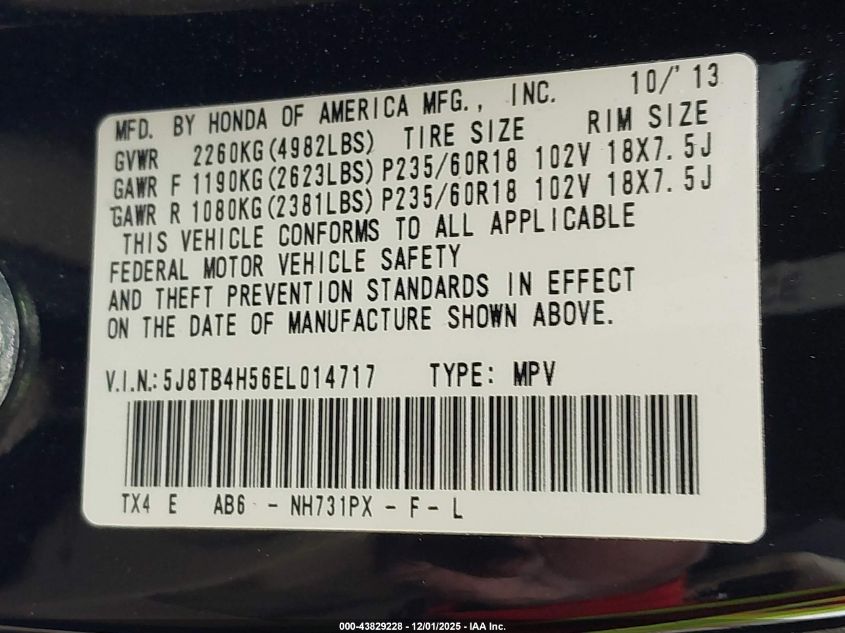 MFD. BY HONDA OF AMERICA MFG., INC. 10/'13
GVWR 2260KG(4982LBS) TIRE SIZE RIM SIZE
GAWR F 1190KG(2623LBS) P235/60R18 102V 18X7.5J
GAWR R 1080KG(2381LBS) P235/60R18 102V 18X7.5J
THIS VEHICLE CONFORMS TO ALL APPLICABLE
FEDERAL MOTOR VEHICLE SAFETY
AND THEFT PREVENTION STANDARDS IN EFFECT
ON THE DATE OF MANUFACTURE SHOWN ABOVE.
V.I.N.: 5J8TB4H56EL014717 TYPE: MPV
TX4 E AB6 - NH731PX - F - L
000-43829228 - 12/01/2025 - IAA Inc.